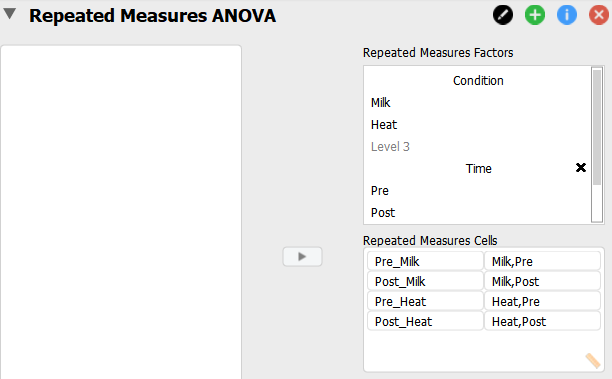 Repeated Measures ANOVA
Repeated Measures Factors
Condition
Milk
Heat
Level 3
Time
Pre
Post
Repeated Measures Cells
Pre_Milk Milk,Pre
Post_Milk Milk,Post
Pre_Heat Heat,Pre
Post_Heat Heat,Post